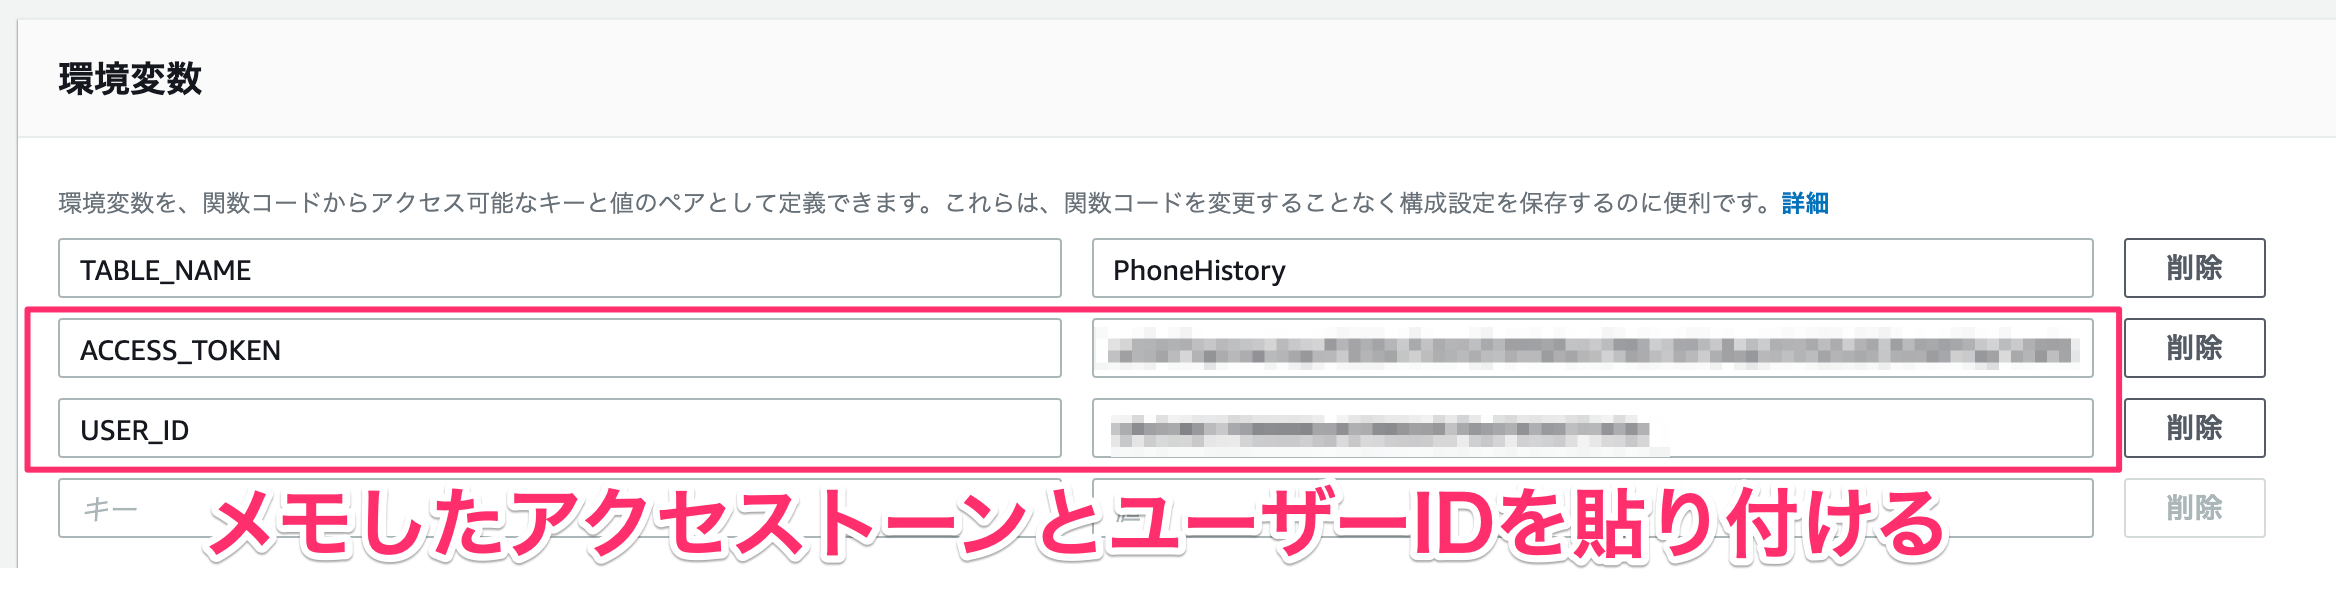 環境変数
環境変数を、関数コードからアクセス可能なキーと値のペアとして定義できます。これらは、関数コードを変更することなく構成設定を保存するのに便利です。詳細
TABLE_NAME PhoneHistory 削除
ACCESS_TOKEN 削除
USER_ID 削除
キー 削除
メモしたアクセストーンとユーザーIDを貼り付ける